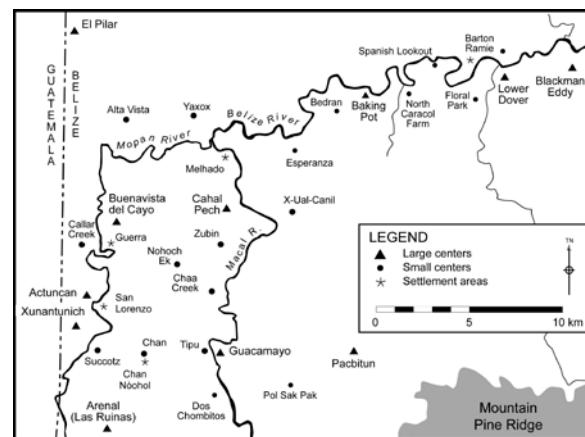 El Pilar
GUATEMALA
BELIZE
Alta Vista
Yaxox
Mopan River
Belize River
Melhado
Bedran
Baking
Pot
Esperanza
Spanish Lookout
North
Caracol
Farm
Barton
Ramie
Floral
Park
Lower
Dover
Blackman
Eddy
Buenavista
del Cayo
Cahal
Pech
X-Ual-Canil
Callar
Creek
Guerra
Zubin
Nohoch
Ek
Macal R.
Chaa
Creek
Actuncan
San
Lorenzo
Xunantunich
Succotz
Chan
Chan
Nòohol
Tipu
Guacamayo
Pacbitun
Pol Sak Pak
Dos
Chombitos
Arenal
(Las Ruinas)
Mountain
Pine Ridge
LEGEND
Large centers
Small centers
Settlement areas
TN
0
5
10 km